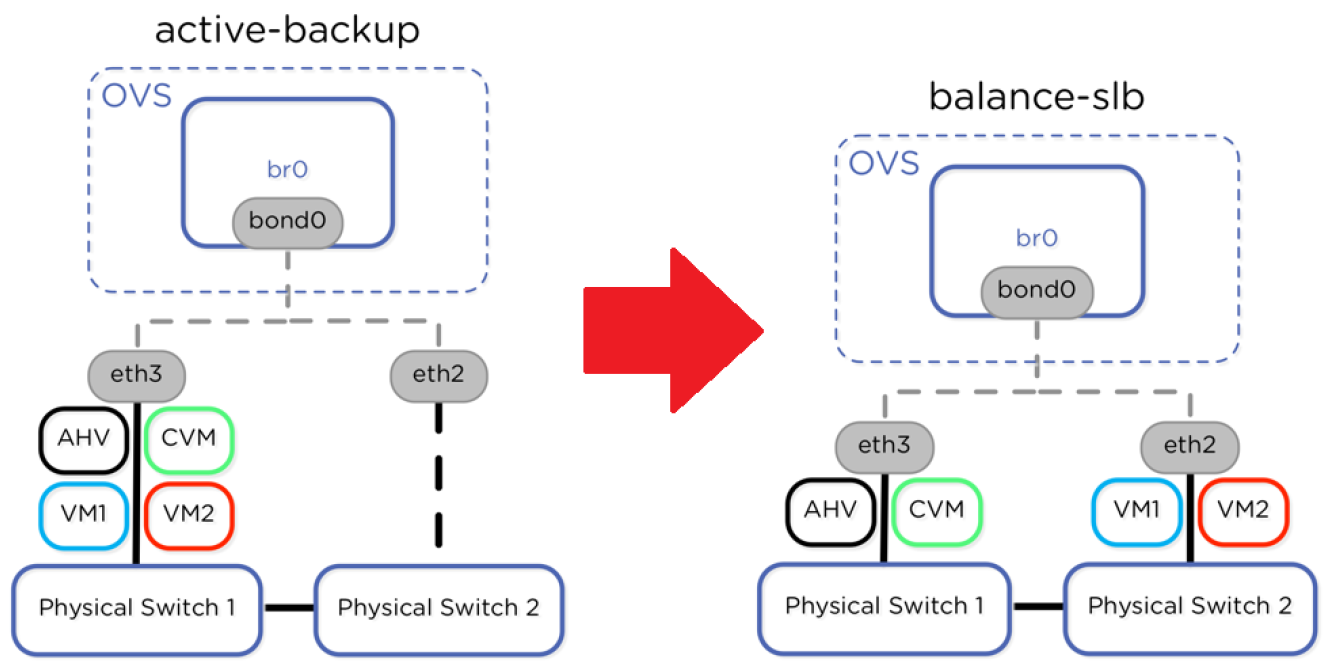 active-backup
OVS
br0
bond0
eth3
eth2
AHV
CVM
VM1
VM2
Physical Switch 1
Physical Switch 2
balance-slb
OVS
br0
bond0
eth3
eth2
AHV
CVM
VM1
VM2
Physical Switch 1
Physical Switch 2